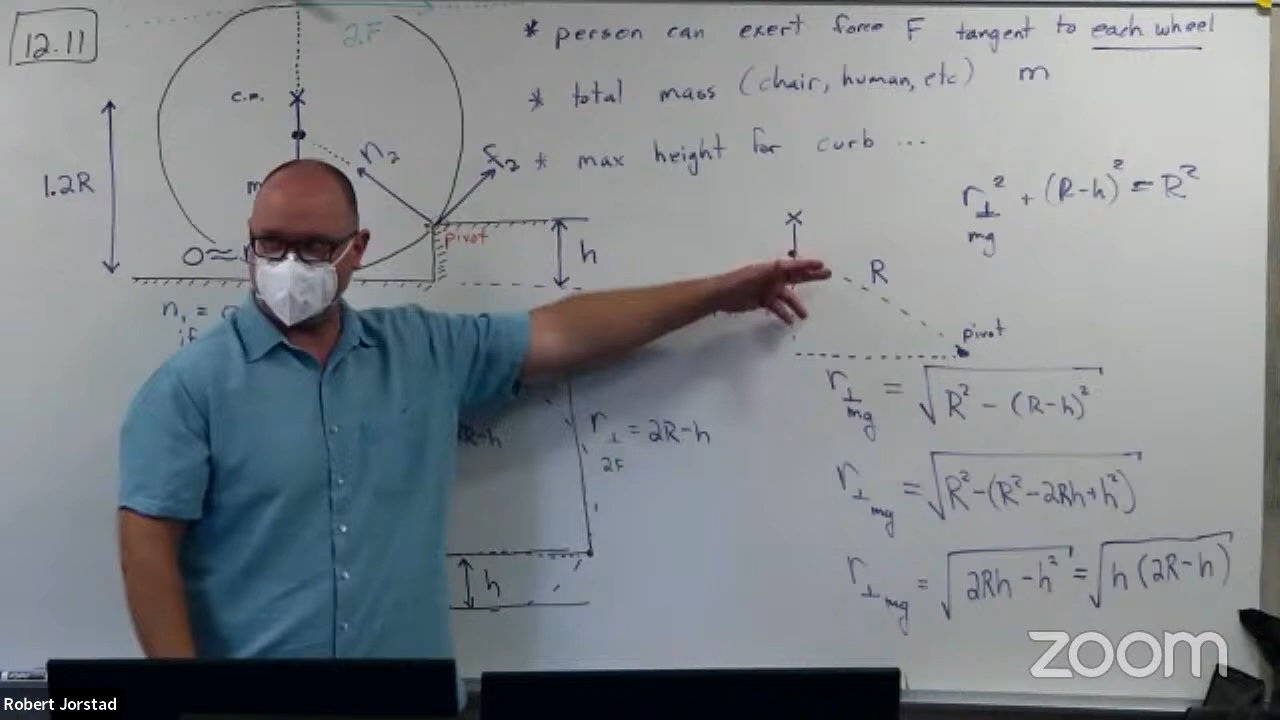 12.11
2F
* person can exert force F tangent to each wheel
* total mass (chair, human, etc) m
* max height for curb ...
c.m.
1.2R
n₂
f₂
pivot
h
0≈
n₁ =
r⊥mg² + (R-h)² = R²
R
pivot
r⊥mg = √R² - (R-h)²
R-h
r⊥2F = 2R-h
r⊥mg = √R²-(R²-2Rh+h²)
h
r⊥mg = √2Rh-h² = √h(2R-h)
zoom
Robert Jorstad